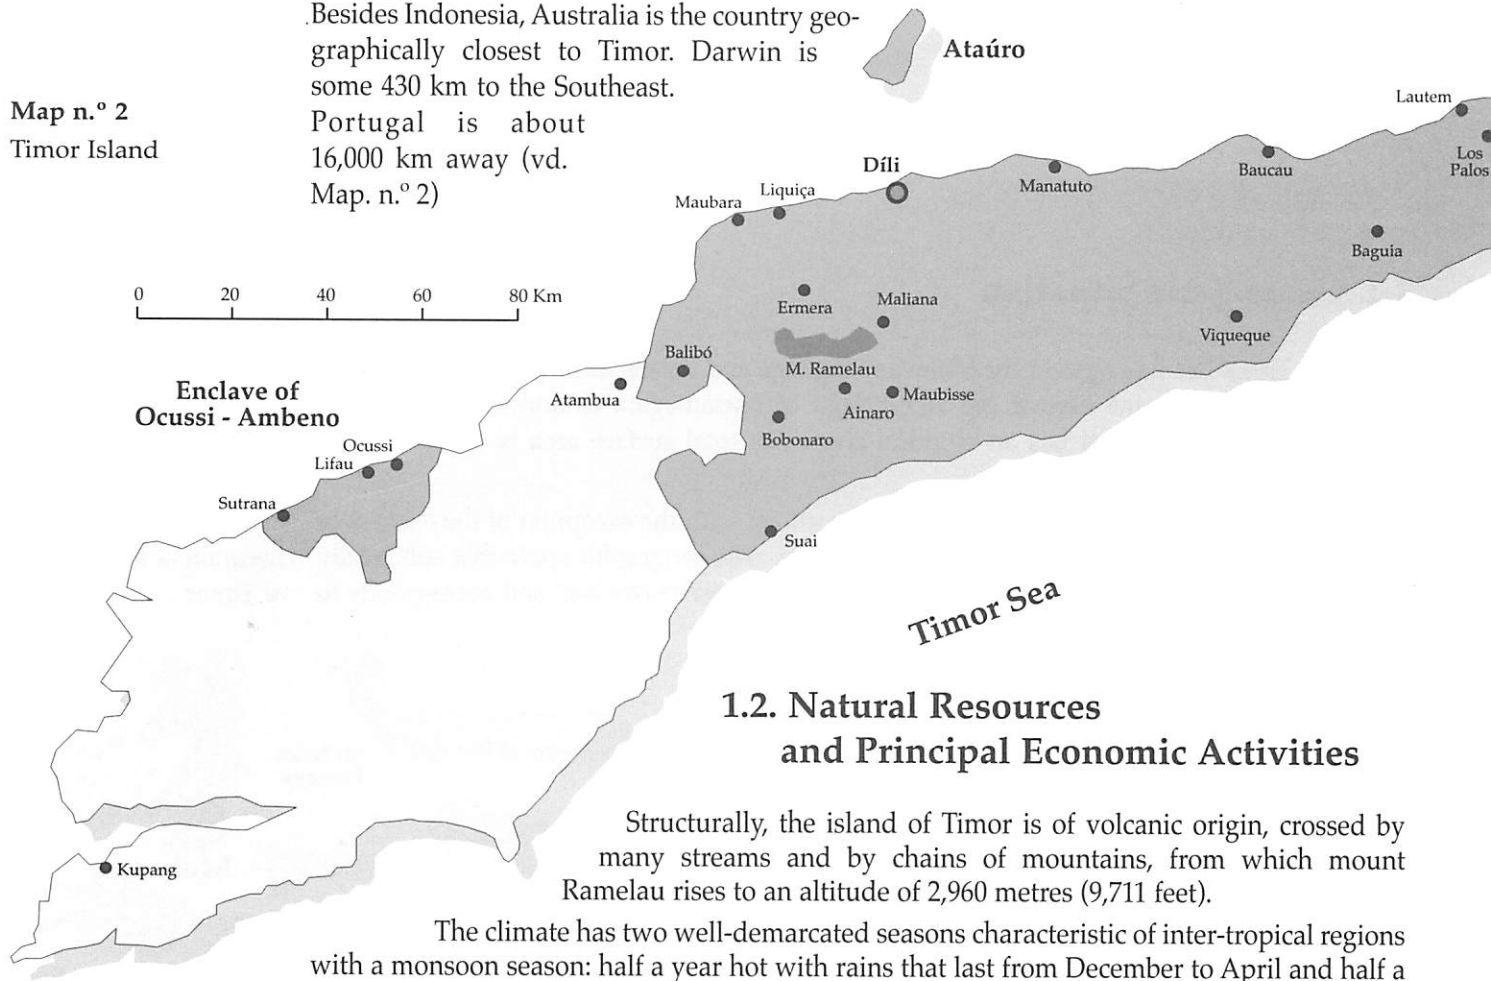 Besides Indonesia, Australia is the country geo-
graphically closest to Timor. Darwin is
some 430 km to the Southeast.
Portugal is about
16,000 km away (vd.
Map. n.º 2)
Map n.º 2
Timor Island
Ataúro
Lautem
Los
Palos
Baucau
Manatuto
Díli
Liquiça
Maubara
Baguia
0 20 40 60 80 Km
Ermera
Maliana
Viqueque
Balibó
M. Ramelau
Atambua
Ainaro
Maubisse
Bobonaro
Enclave of
Ocussi - Ambeno
Ocussi
Lifau
Sutrana
Suai
Timor Sea
Kupang
1.2. Natural Resources
and Principal Economic Activities
Structurally, the island of Timor is of volcanic origin, crossed by
many streams and by chains of mountains, from which mount
Ramelau rises to an altitude of 2,960 metres (9,711 feet).
The climate has two well-demarcated seasons characteristic of inter-tropical regions
with a monsoon season: half a year hot with rains that last from December to April and half a